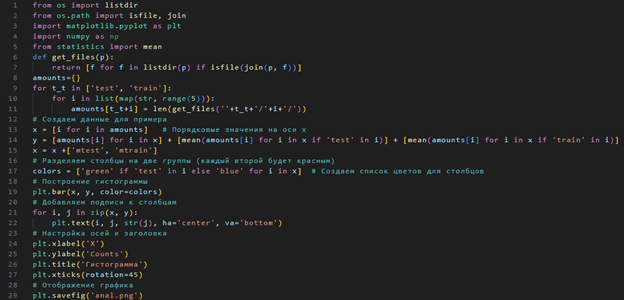 1 from os import listdir
2 from os.path import isfile, join
3 import matplotlib.pyplot as plt
4 import numpy as np
5 from statistics import mean
6 def get_files(p):
7     return [f for f in listdir(p) if isfile(join(p, f))]
8 amounts={}
9 for t_t in ['test', 'train']:
10     for i in list(map(str, range(5))):
11         amounts[t_t+i] = len(get_files(''+t_t+'/'+i+'/'))
12 # Создаем данные для примера
13 x = [i for i in amounts]   # Порядковые значения на оси x
14 y = [amounts[i] for i in x] + [mean(amounts[i] for i in x if 'test' in i)] + [mean(amounts[i] for i in x if 'train' in i)]
15 x = x +['mtest', 'mtrain']
16 # Разделяем столбцы на две группы (каждый второй будет красным)
17 colors = ['green' if 'test' in i else 'blue' for i in x]  # Создаем список цветов для столбцов
18 # Построение гистограммы
19 plt.bar(x, y, color=colors)
20 # Добавляем подписи к столбцам
21 for i, j in zip(x, y):
22     plt.text(i, j, str(j), ha='center', va='bottom')
23 # Настройка осей и заголовка
24 plt.xlabel('X')
25 plt.ylabel('Counts')
26 plt.title('Гистограмма')
27 plt.xticks(rotation=45)
28 # Отображение графика
29 plt.savefig('anal.png')